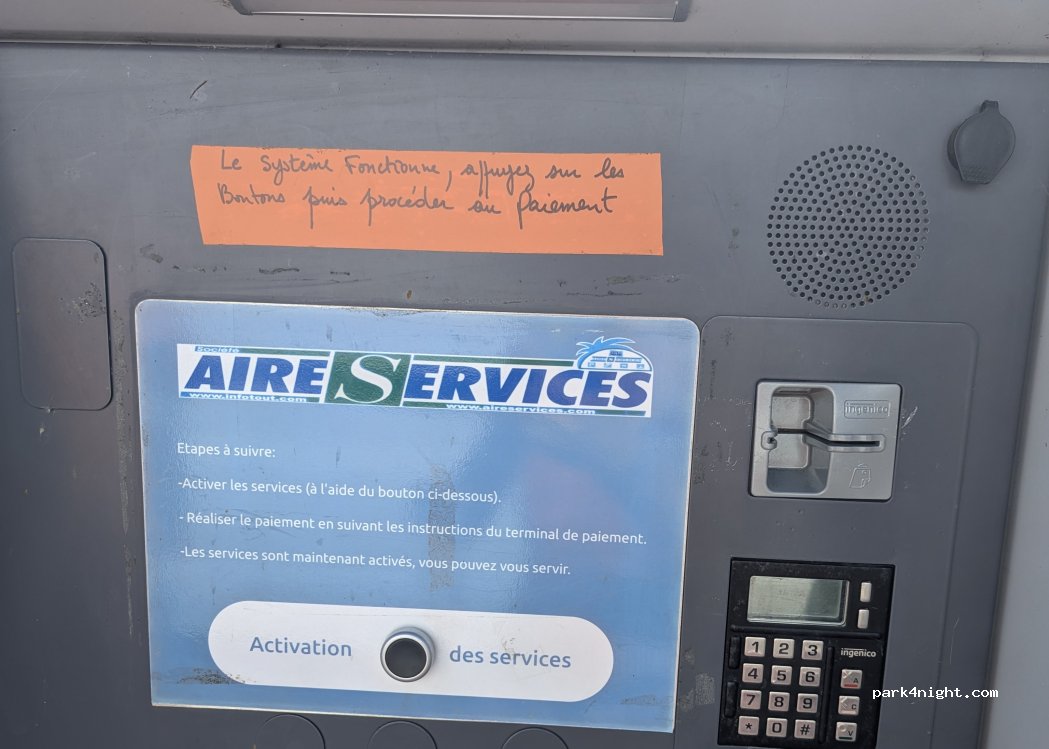 Le Système Fonctionne, appuyez sur les
Boutons puis procéder au paiement
Société
AIRE SERVICES
www.infotout.com
www.aireservices.com
Etapes à suivre:
-Activer les services (à l'aide du bouton ci-dessous).
- Réaliser le paiement en suivant les instructions du terminal de paiement.
-Les services sont maintenant activés, vous pouvez vous servir.
Activation des services
ingenico
1 2 3
ingenico
4 5 6 A
7 8 9 C
* 0 # V
park4night.com